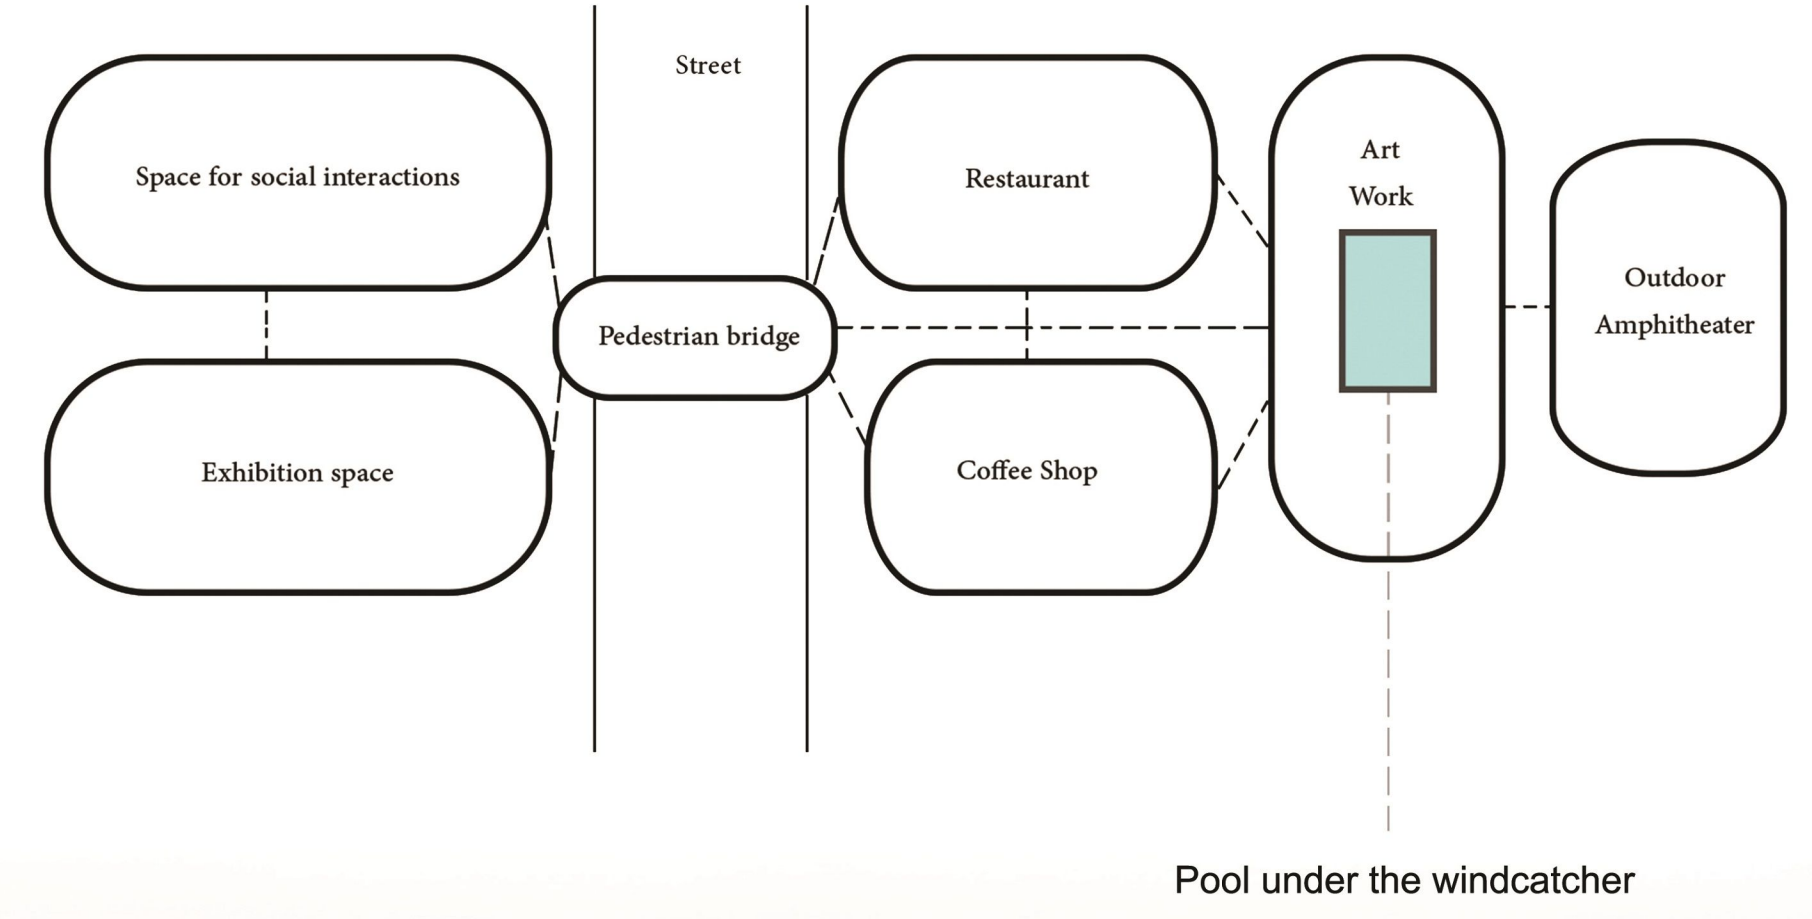 Street
Space for social interactions
Restaurant
Art
Work
Outdoor
Amphitheater
Pedestrian bridge
Exhibition space
Coffee Shop
Pool under the windcatcher